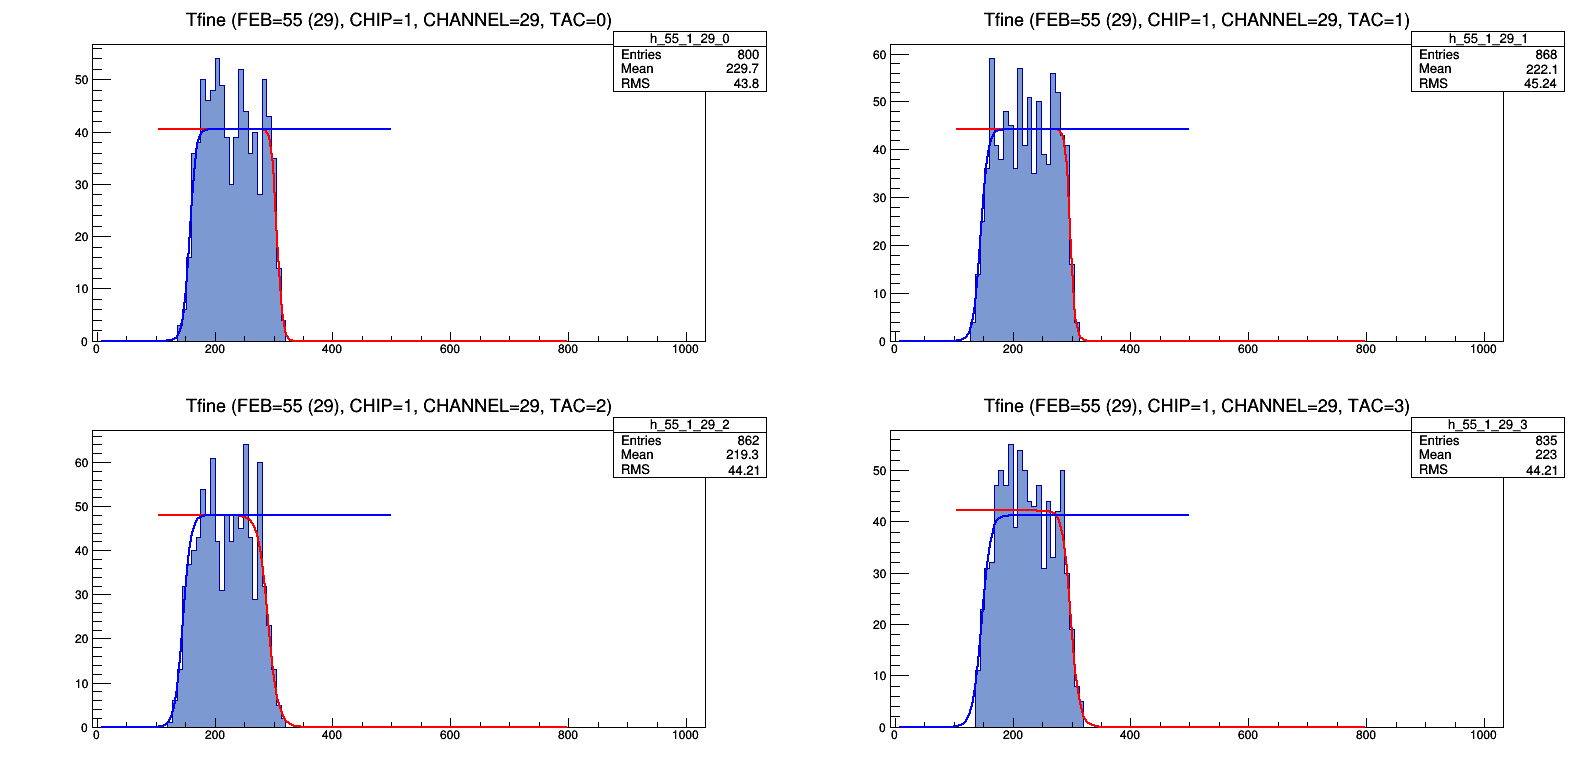 Tfine (FEB=55 (29), CHIP=1, CHANNEL=29, TAC=0)
h_55_1_29_0
Entries 800
Mean 229.7
RMS 43.8
50
40
30
20
10
0
0 200 400 600 800 1000
Tfine (FEB=55 (29), CHIP=1, CHANNEL=29, TAC=1)
h_55_1_29_1
Entries 868
Mean 222.1
RMS 45.24
60
50
40
30
20
10
0
0 200 400 600 800 1000
Tfine (FEB=55 (29), CHIP=1, CHANNEL=29, TAC=2)
h_55_1_29_2
Entries 862
Mean 219.3
RMS 44.21
60
50
40
30
20
10
0
0 200 400 600 800 1000
Tfine (FEB=55 (29), CHIP=1, CHANNEL=29, TAC=3)
h_55_1_29_3
Entries 835
Mean 223
RMS 44.21
50
40
30
20
10
0
0 200 400 600 800 1000